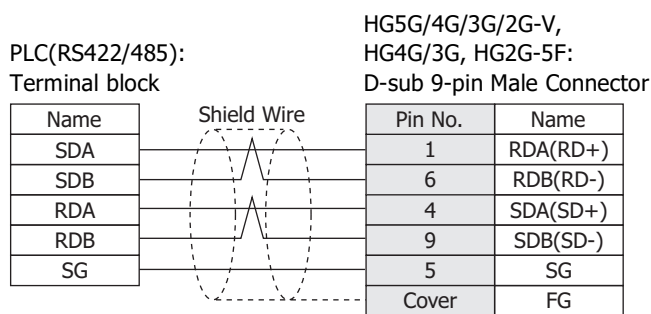 PLC(RS422/485):
Terminal block
HG5G/4G/3G/2G-V,
HG4G/3G, HG2G-5F:
D-sub 9-pin Male Connector
Name Shield Wire Pin No. Name
SDA 1 RDA(RD+)
SDB 6 RDB(RD-)
RDA 4 SDA(SD+)
RDB 9 SDB(SD-)
SG 5 SG
Cover FG